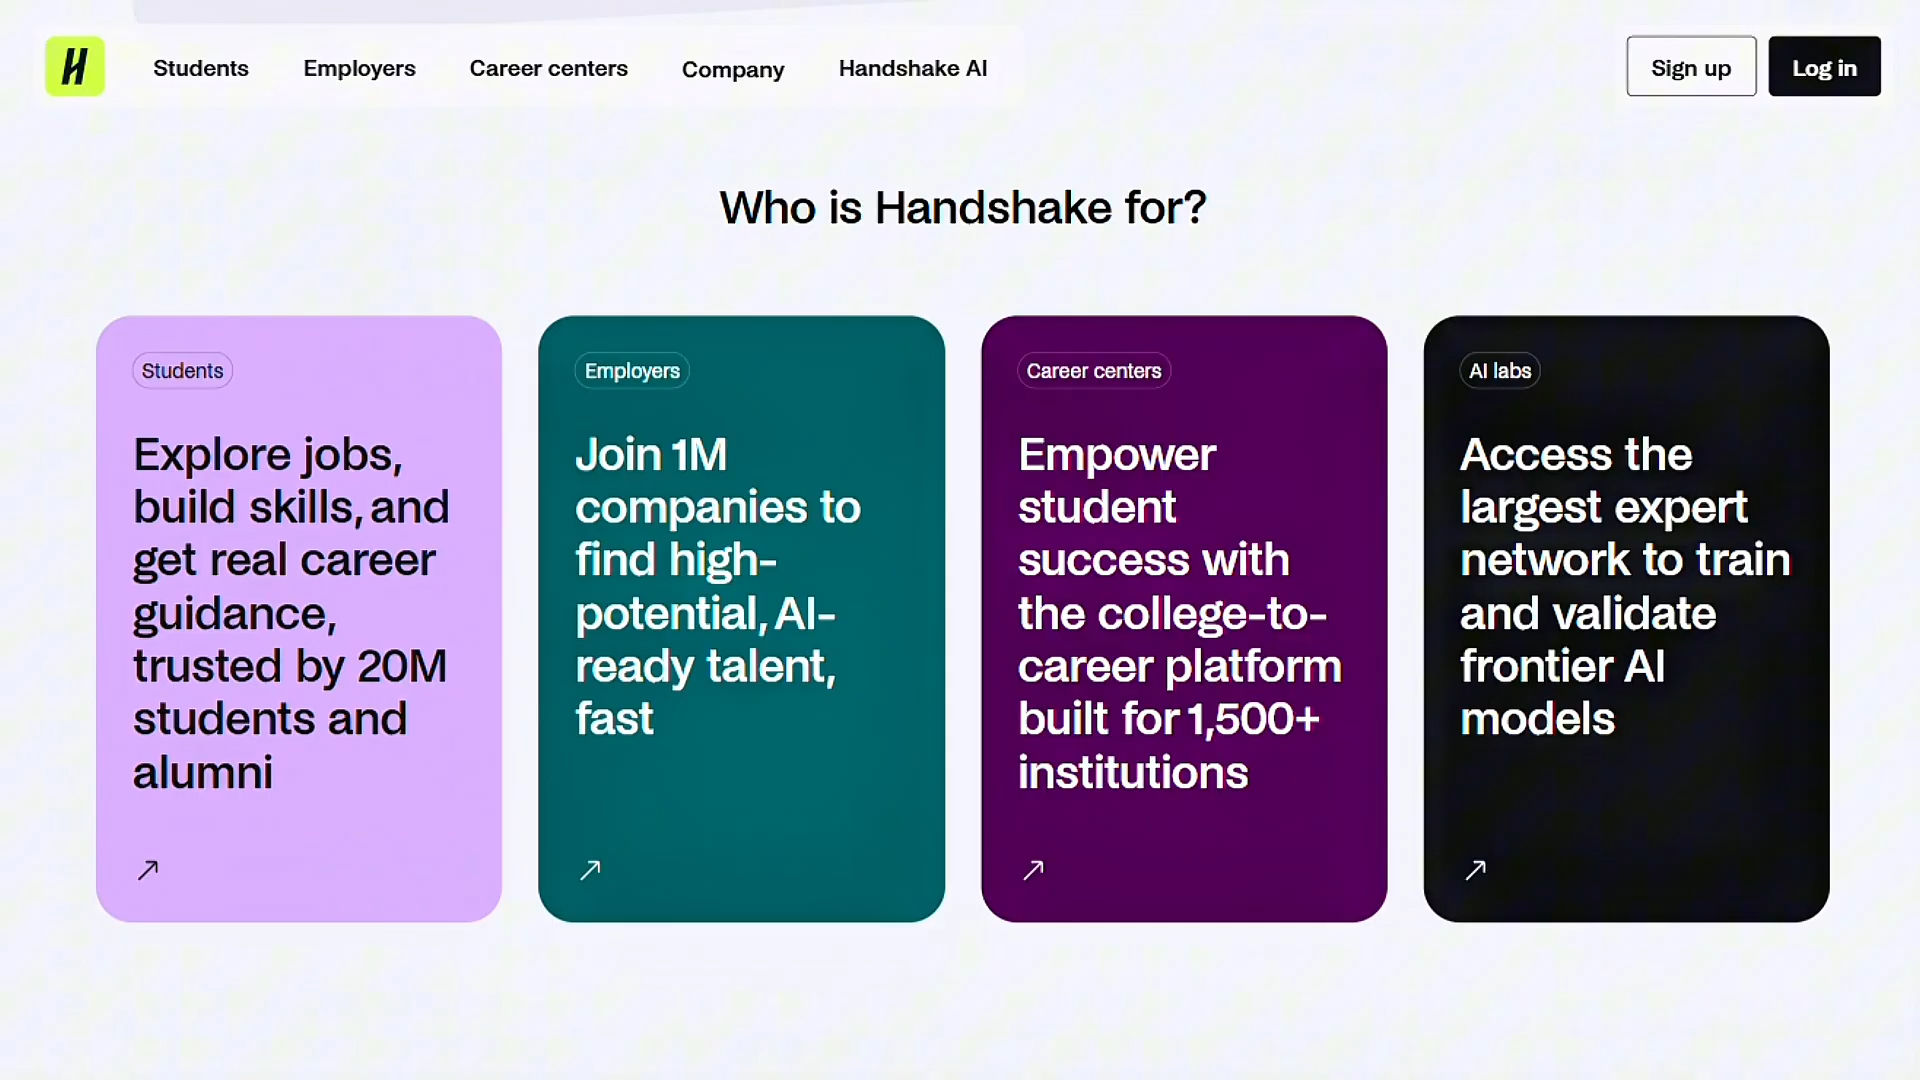 H
Students
Employers
Career centers
Company
Handshake AI
Sign up
Log in
Who is Handshake for?
Students
Explore jobs,
build skills, and
get real career
guidance,
trusted by 20M
students and
alumni
Employers
Join 1M
companies to
find high-
potential, AI-
ready talent,
fast
Career centers
Empower
student
success with
the college-to-
career platform
built for 1,500+
institutions
AI labs
Access the
largest expert
network to train
and validate
frontier AI
models